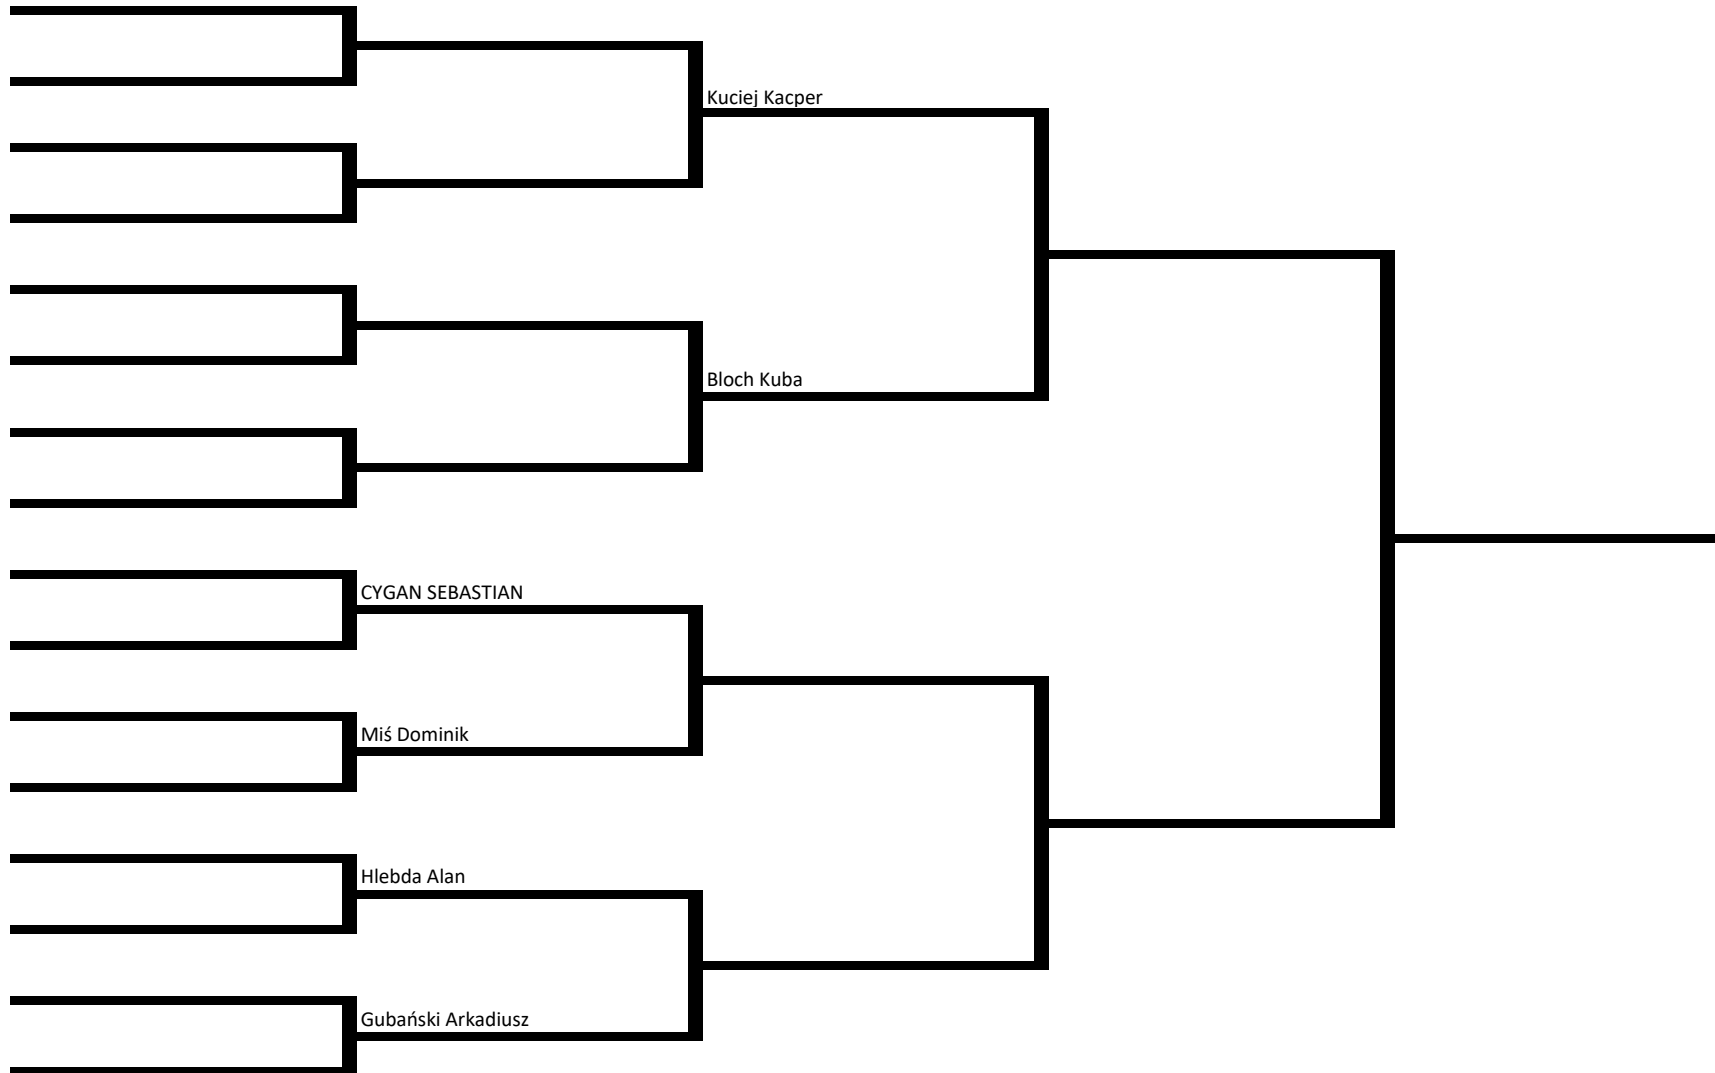 Kuciej Kacper
Bloch Kuba
CYGAN SEBASTIAN
Miś Dominik
Hlebda Alan
Gubański Arkadiusz